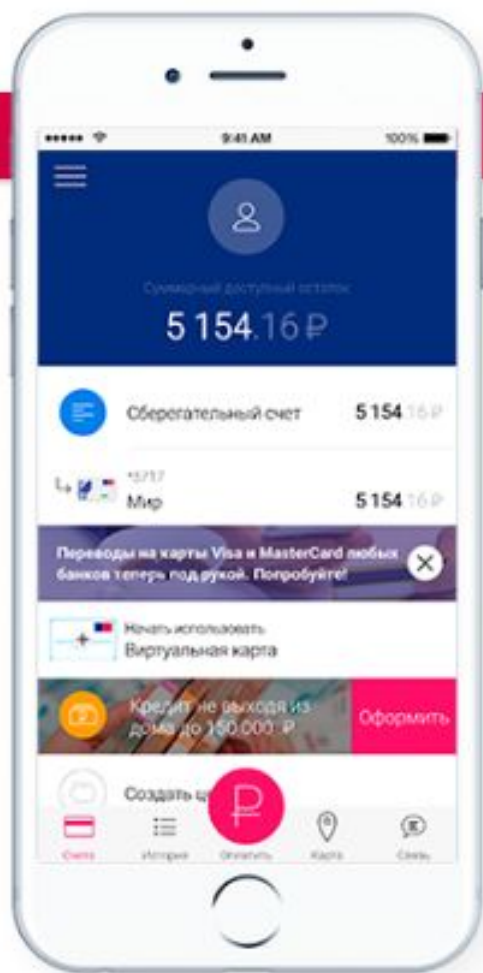 9:41 AM
100%
Суммарный доступный остаток
5 154.16 ₽
Сберегательный счет 5 154.16 ₽
*5717
Мир 5 154.16 ₽
Переводы на карты Visa и MasterCard любых
банков теперь под рукой. Попробуйте!
Начать использовать
Виртуальная карта
Кредит не выходя из
дома до 150 000 ₽
Оформить
Создать
₽
Счета История Оплатить Карта Связь